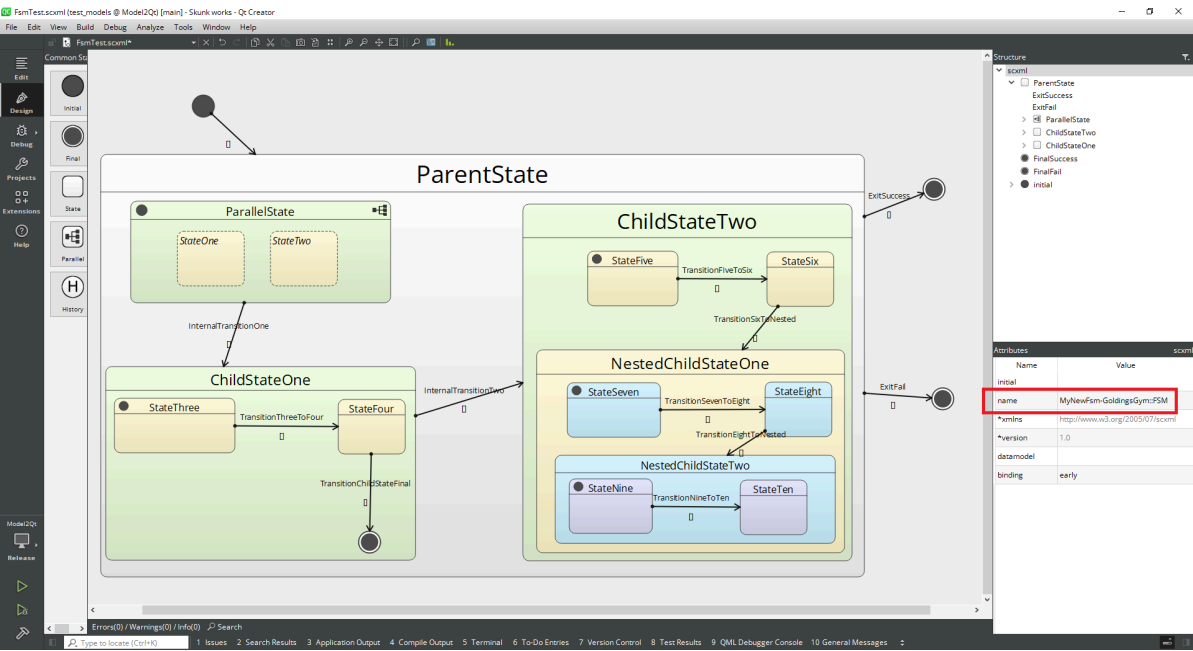 FsmTest.scxml (test_models @ Model2Qt) [main] - Skunk works - Qt Creator
File Edit View Build Debug Analyze Tools Window Help
FsmTest.scxml*
Edit
Design
Debug
Projects
Extensions
Help
Model2Qt
Release
Common Sta
Initial
Final
State
Parallel
History
ParentState
ParallelState
StateOne StateTwo
InternalTransitionOne
ChildStateOne
StateThree
TransitionThreeToFour
StateFour
TransitionChildStateFinal
InternalTransitionTwo
ChildStateTwo
StateFive
TransitionFIveToSix
StateSix
TransitionSixToNested
NestedChildStateOne
StateSeven
TransitionSevenToEight
StateEight
TransitionEightToNested
NestedChildStateTwo
StateNine
TransitionNineToTen
StateTen
ExitSuccess
ExitFail
Structure
scxml
ParentState
ExitSuccess
ExitFail
ParallelState
ChildStateTwo
ChildStateOne
FinalSuccess
FinalFail
initial
Attributes scxml
Name Value
initial
name MyNewFsm-GoldingsGym::FSM
*xmlns http://www.w3.org/2005/07/scxml
*version 1.0
datamodel
binding early
Errors(0) / Warnings(0) / Info(0) Search
Type to locate (Ctrl+K) 1 Issues 2 Search Results 3 Application Output 4 Compile Output 5 Terminal 6 To-Do Entries 7 Version Control 8 Test Results 9 QML Debugger Console 10 General Messages